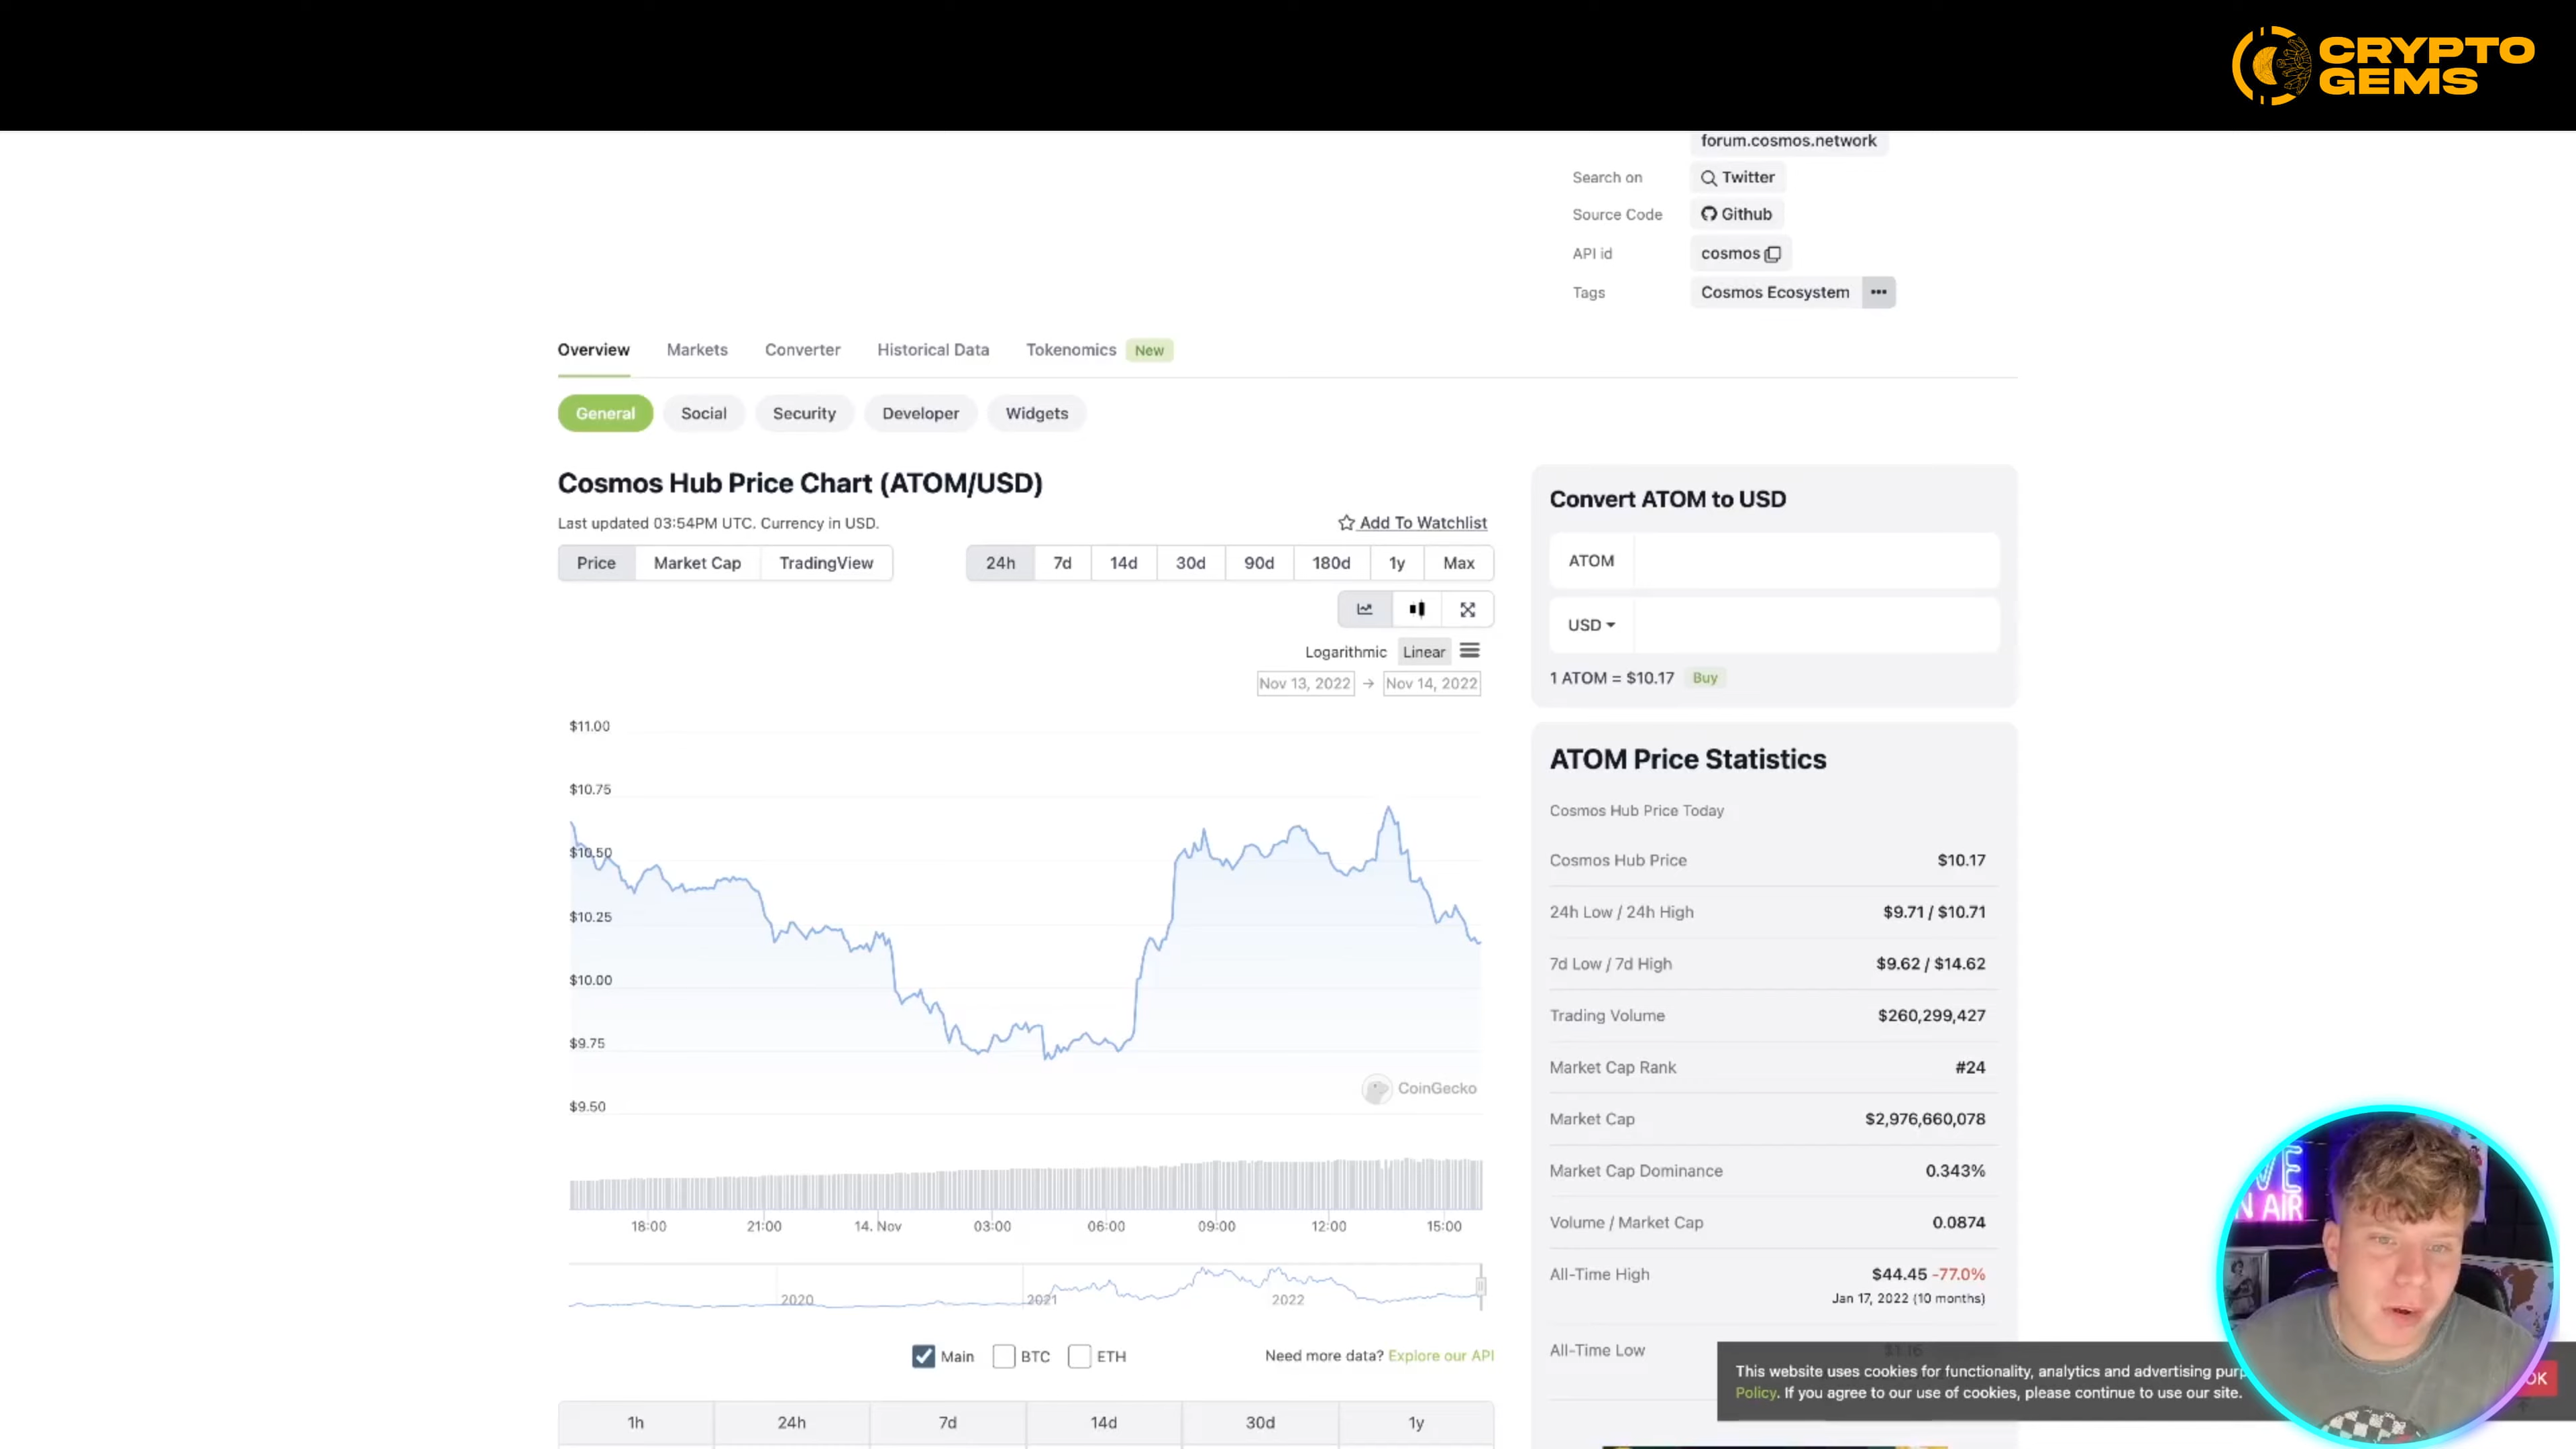 CRYPTO
GEMS
forum.cosmos.network
Search on Twitter
Source Code Github
API id cosmos
Tags Cosmos Ecosystem •••
Overview Markets Converter Historical Data Tokenomics New
General Social Security Developer Widgets
Cosmos Hub Price Chart (ATOM/USD)
Last updated 03:54PM UTC. Currency in USD.
Add To Watchlist
Price Market Cap TradingView
24h 7d 14d 30d 90d 180d 1y Max
Logarithmic Linear
Nov 13, 2022 → Nov 14, 2022
$11.00
$10.75
$10.50
$10.25
$10.00
$9.75
$9.50
CoinGecko
18:00 21:00 14. Nov 03:00 06:00 09:00 12:00 15:00
2020 2021 2022
Main BTC ETH
Need more data? Explore our API
1h 24h 7d 14d 30d 1y
Convert ATOM to USD
ATOM
USD
1 ATOM = $10.17 Buy
ATOM Price Statistics
Cosmos Hub Price Today
Cosmos Hub Price $10.17
24h Low / 24h High $9.71 / $10.71
7d Low / 7d High $9.62 / $14.62
Trading Volume $260,299,427
Market Cap Rank #24
Market Cap $2,976,660,078
Market Cap Dominance 0.343%
Volume / Market Cap 0.0874
All-Time High $44.45 -77.0%
Jan 17, 2022 (10 months)
All-Time Low
This website uses cookies for functionality, analytics and advertising
Policy. If you agree to our use of cookies, please continue to use our site.
OK
AIR